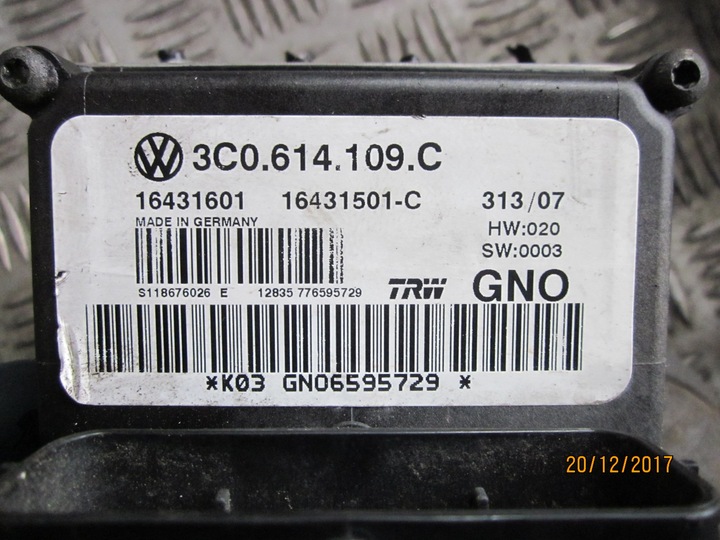 3C0.614.109.C
16431601 16431501-C 313/07
MADE IN GERMANY
HW:020
SW:0003
S118676026 E 12835 776595729
TRW GNO
*K03 GNO6595729 *
20/12/2017